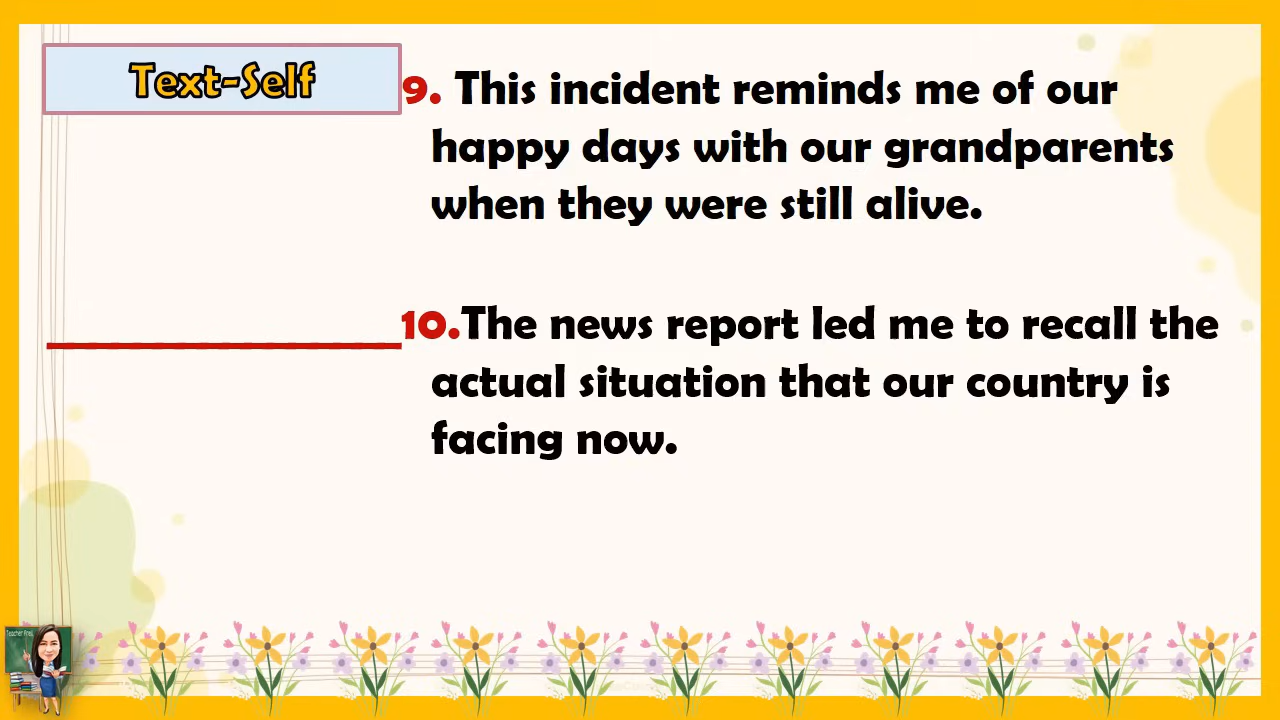 Text-Self
9. This incident reminds me of our
happy days with our grandparents
when they were still alive.
10.The news report led me to recall the
actual situation that our country is
facing now.